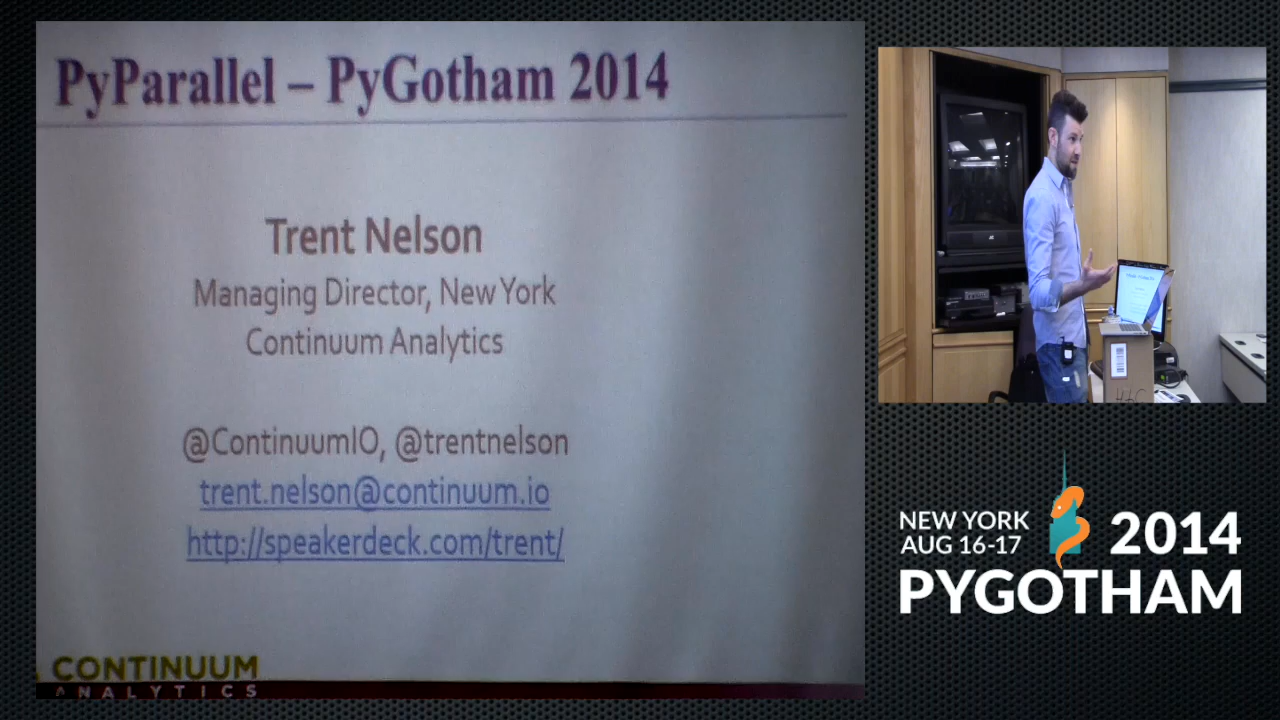 PyParallel – PyGotham 2014
Trent Nelson
Managing Director, New York
Continuum Analytics
@ContinuumIO, @trentnelson
trent.nelson@continuum.io
http://speakerdeck.com/trent/
CONTINUUM
ANALYTICS
NEW YORK
AUG 16-17
2014
PYGOTHAM